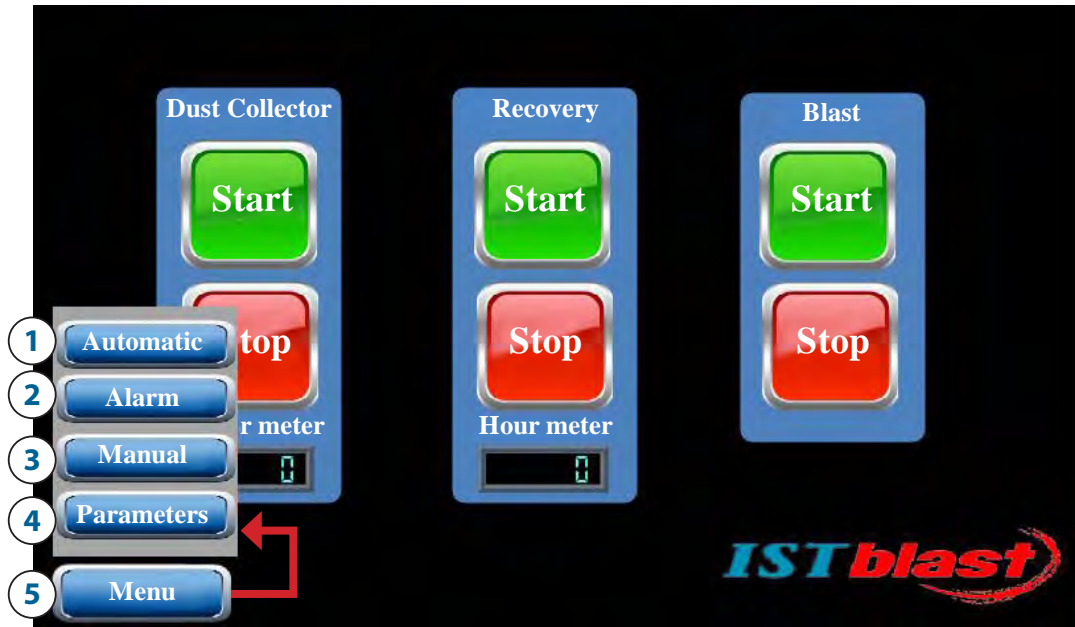 Dust Collector
Start
top
r meter
0
Recovery
Start
Stop
Hour meter
0
Blast
Start
Stop
1 Automatic
2 Alarm
3 Manual
4 Parameters
5 Menu
ISTblast